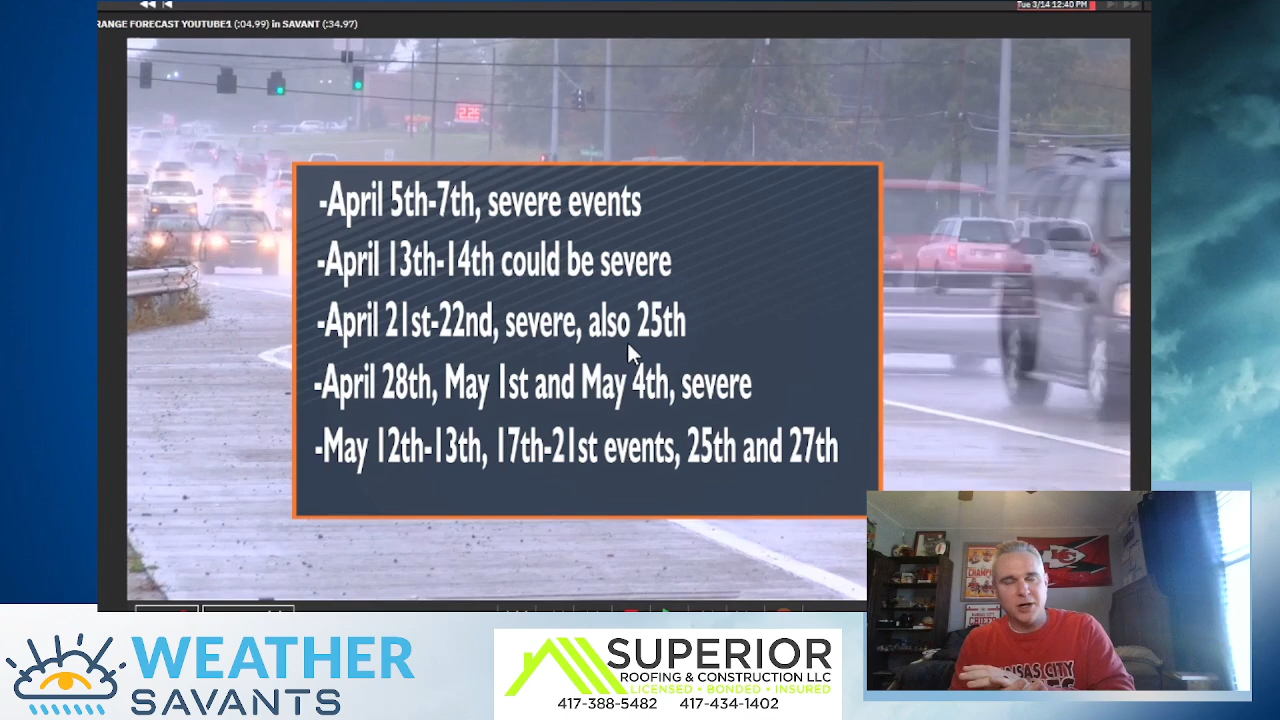 RANGE FORECAST YOUTUBE1 (:04.99) in SAVANT (:34.97)
Tue 3/14 12:40 PM
-April 5th-7th, severe events
-April 13th-14th could be severe
-April 21st-22nd, severe, also 25th
-April 28th, May 1st and May 4th, severe
-May 12th-13th, 17th-21st events, 25th and 27th
KANSAS CITY
WEATHER
SAVANTS
SUPERIOR
ROOFING & CONSTRUCTION LLC
LICENSED • BONDED • INSURED
417-388-5482 417-434-1402